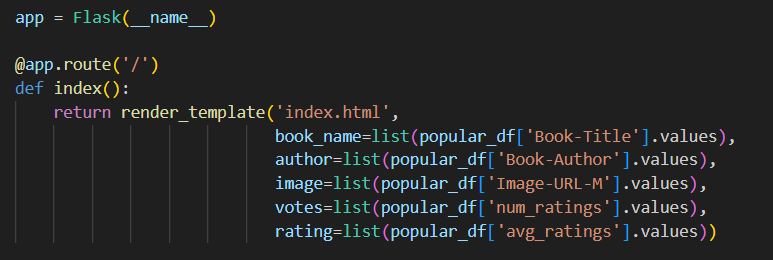 app = Flask(__name__)
@app.route('/')
def index():
return render_template('index.html',
book_name=list(popular_df['Book-Title'].values),
author=list(popular_df['Book-Author'].values),
image=list(popular_df['Image-URL-M'].values),
votes=list(popular_df['num_ratings'].values),
rating=list(popular_df['avg_ratings'].values))